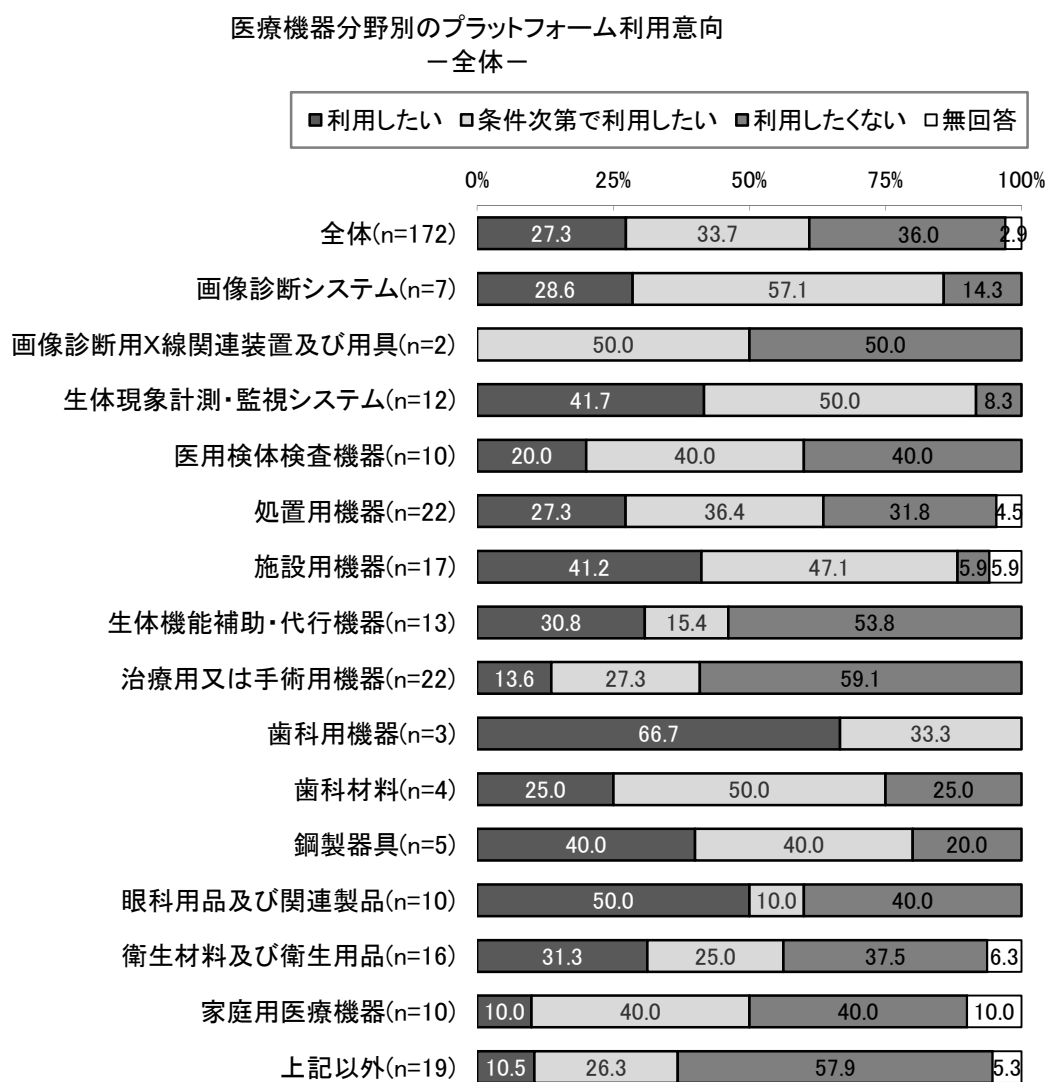 医療機器分野別のプラットフォーム利用意向
－全体－
■利用したい □条件次第で利用したい ■利用したくない □無回答
0% 25% 50% 75% 100%
全体(n=172) 27.3 33.7 36.0 2.9
画像診断システム(n=7) 28.6 57.1 14.3
画像診断用X線関連装置及び用具(n=2) 50.0 50.0
生体現象計測・監視システム(n=12) 41.7 50.0 8.3
医用検体検査機器(n=10) 20.0 40.0 40.0
処置用機器(n=22) 27.3 36.4 31.8 4.5
施設用機器(n=17) 41.2 47.1 5.9 5.9
生体機能補助・代行機器(n=13) 30.8 15.4 53.8
治療用又は手術用機器(n=22) 13.6 27.3 59.1
歯科用機器(n=3) 66.7 33.3
歯科材料(n=4) 25.0 50.0 25.0
鋼製器具(n=5) 40.0 40.0 20.0
眼科用品及び関連製品(n=10) 50.0 10.0 40.0
衛生材料及び衛生用品(n=16) 31.3 25.0 37.5 6.3
家庭用医療機器(n=10) 10.0 40.0 40.0 10.0
上記以外(n=19) 10.5 26.3 57.9 5.3